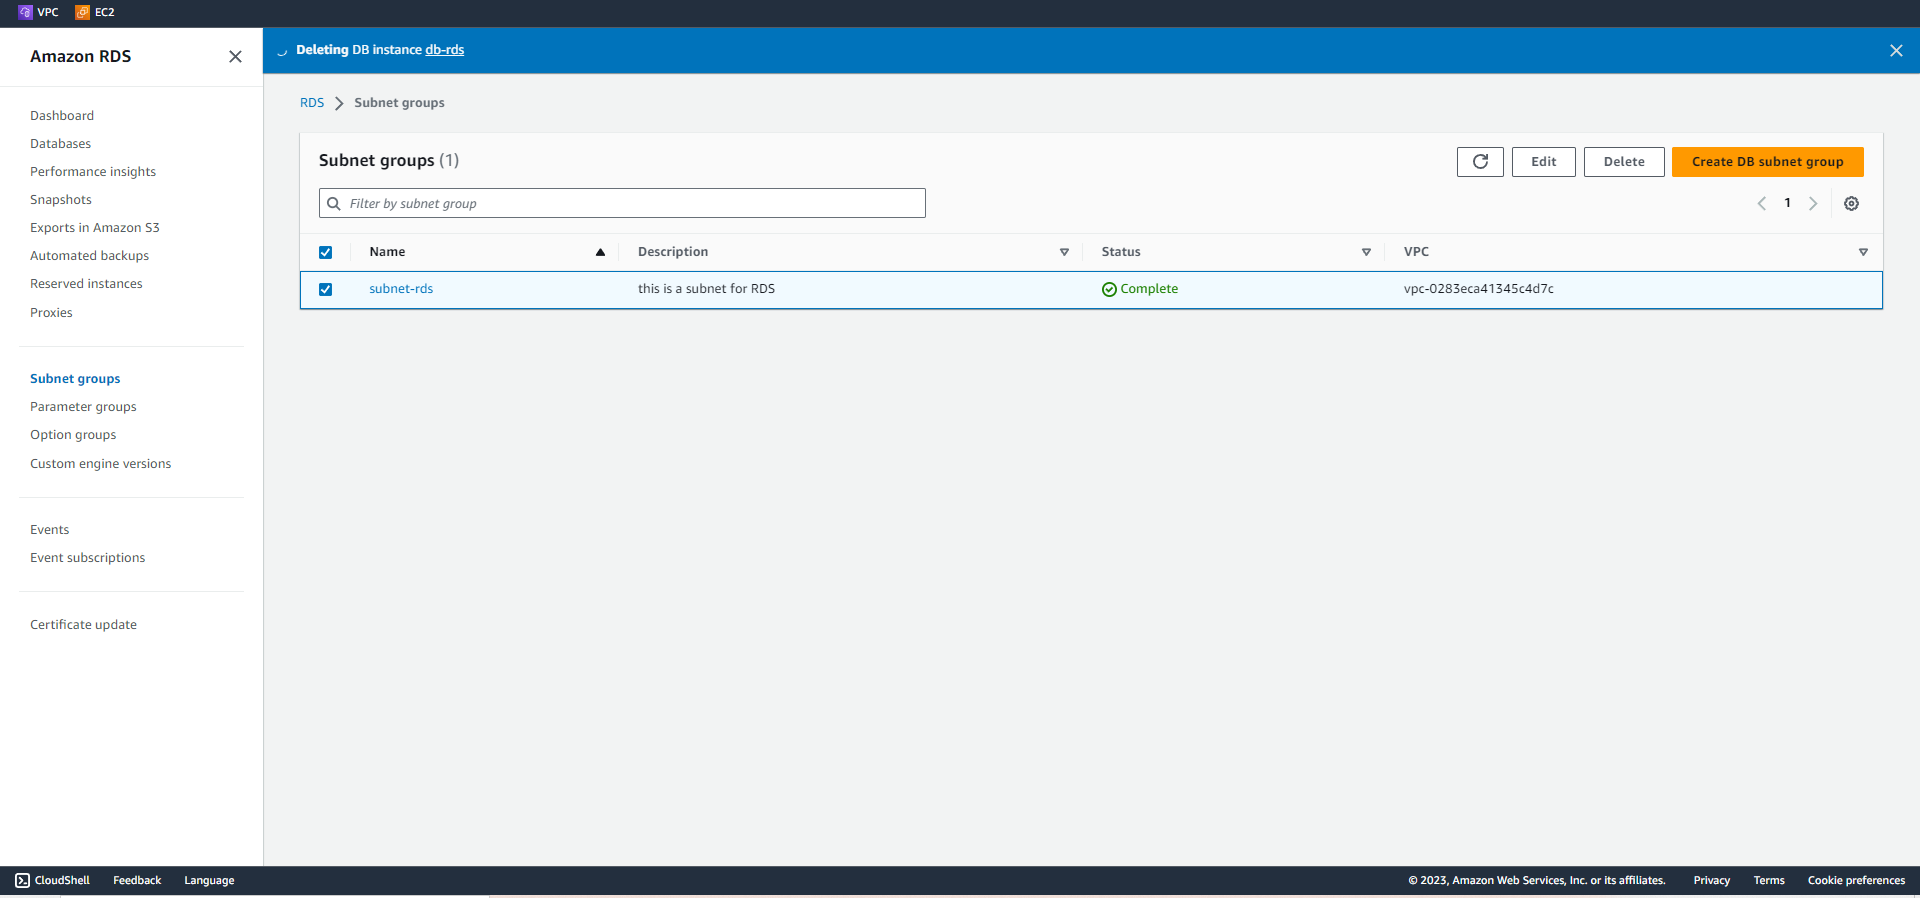 VPC EC2
Amazon RDS
Deleting DB instance db-rds
Dashboard
Databases
Performance insights
Snapshots
Exports in Amazon S3
Automated backups
Reserved instances
Proxies
Subnet groups
Parameter groups
Option groups
Custom engine versions
Events
Event subscriptions
Certificate update
RDS Subnet groups
Subnet groups (1)
Edit Delete Create DB subnet group
Filter by subnet group
1
Name Description Status VPC
subnet-rds this is a subnet for RDS Complete vpc-0283eca41345c4d7c
CloudShell Feedback Language
© 2023, Amazon Web Services, Inc. or its affiliates. Privacy Terms Cookie preferences